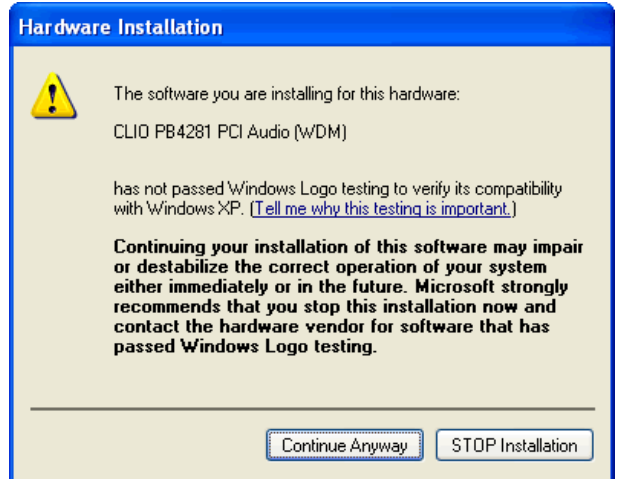 Hardware Installation
The software you are installing for this hardware:
CLIO PB4281 PCI Audio (WDM)
has not passed Windows Logo testing to verify its compatibility
with Windows XP. (Tell me why this testing is important.)
Continuing your installation of this software may impair
or destabilize the correct operation of your system
either immediately or in the future. Microsoft strongly
recommends that you stop this installation now and
contact the hardware vendor for software that has
passed Windows Logo testing.
Continue Anyway
STOP Installation